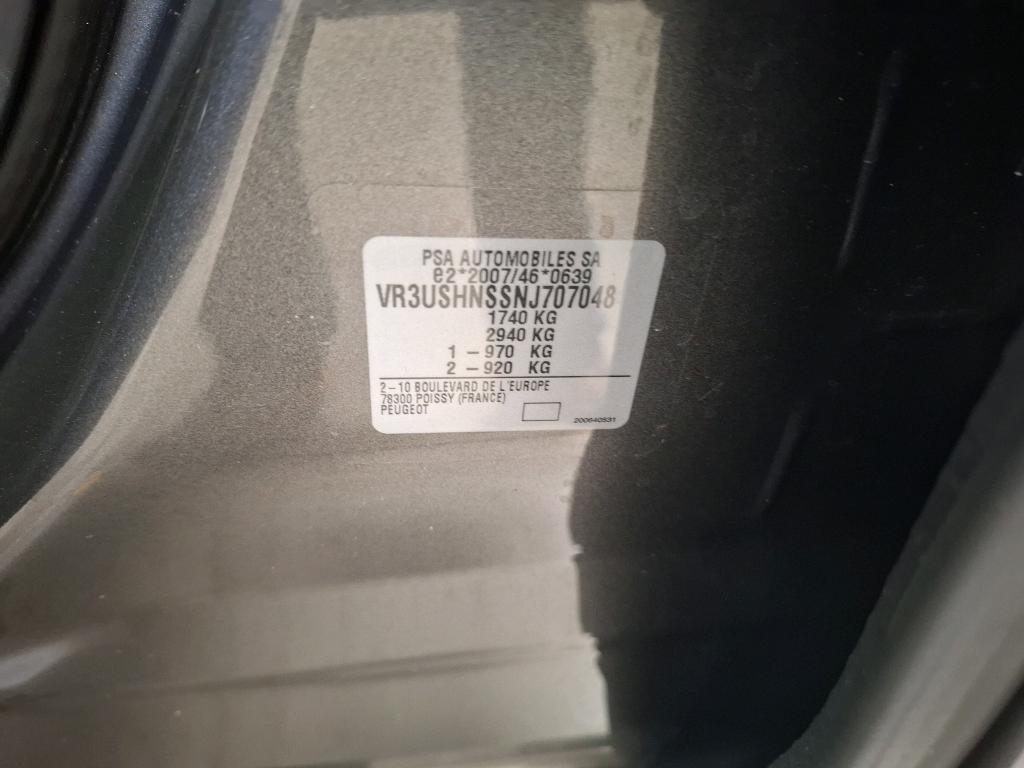 PSA AUTOMOBILES SA
e2*2007/46*0639
VR3USHNSSNJ707048
1740 KG
2940 KG
1 – 970 KG
2 – 920 KG
2–10 BOULEVARD DE L'EUROPE
78300 POISSY (FRANCE)
PEUGEOT
200640531